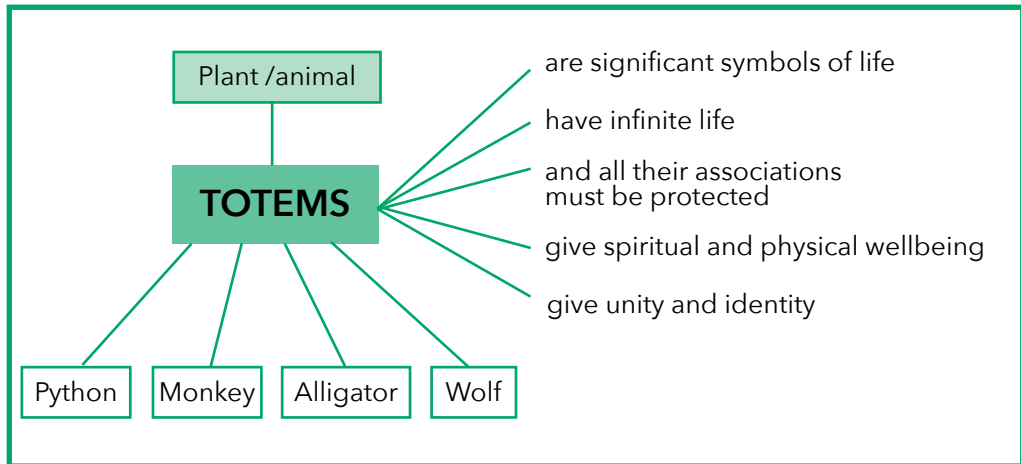 Plant /animal
TOTEMS
are significant symbols of life
have infinite life
and all their associations
must be protected
give spiritual and physical wellbeing
give unity and identity
Python
Monkey
Alligator
Wolf